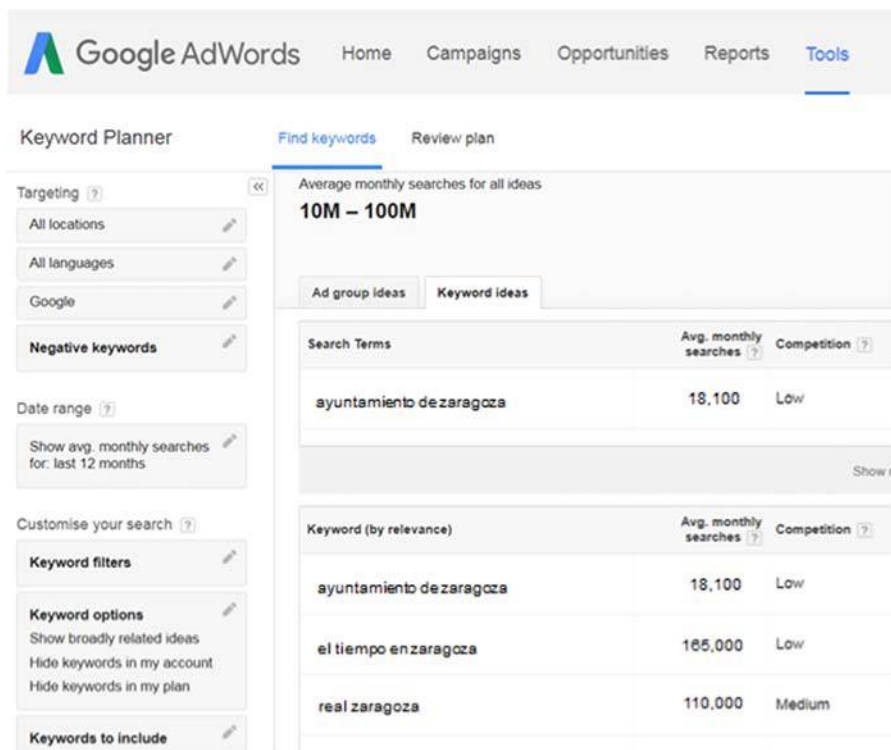 Google AdWords Home Campaigns Opportunities Reports Tools
Keyword Planner Find keywords Review plan
Targeting ?
All locations
All languages
Google
Negative keywords
Date range ?
Show avg. monthly searches
for: last 12 months
Customise your search ?
Keyword filters
Keyword options
Show broadly related ideas
Hide keywords in my account
Hide keywords in my plan
Keywords to include
«
Average monthly searches for all ideas
10M – 100M
Ad group ideas Keyword ideas
Search Terms Avg. monthly searches ? Competition ?
ayuntamiento de zaragoza 18,100 Low
Show
Keyword (by relevance) Avg. monthly searches ? Competition ?
ayuntamiento de zaragoza 18,100 Low
el tiempo en zaragoza 165,000 Low
real zaragoza 110,000 Medium